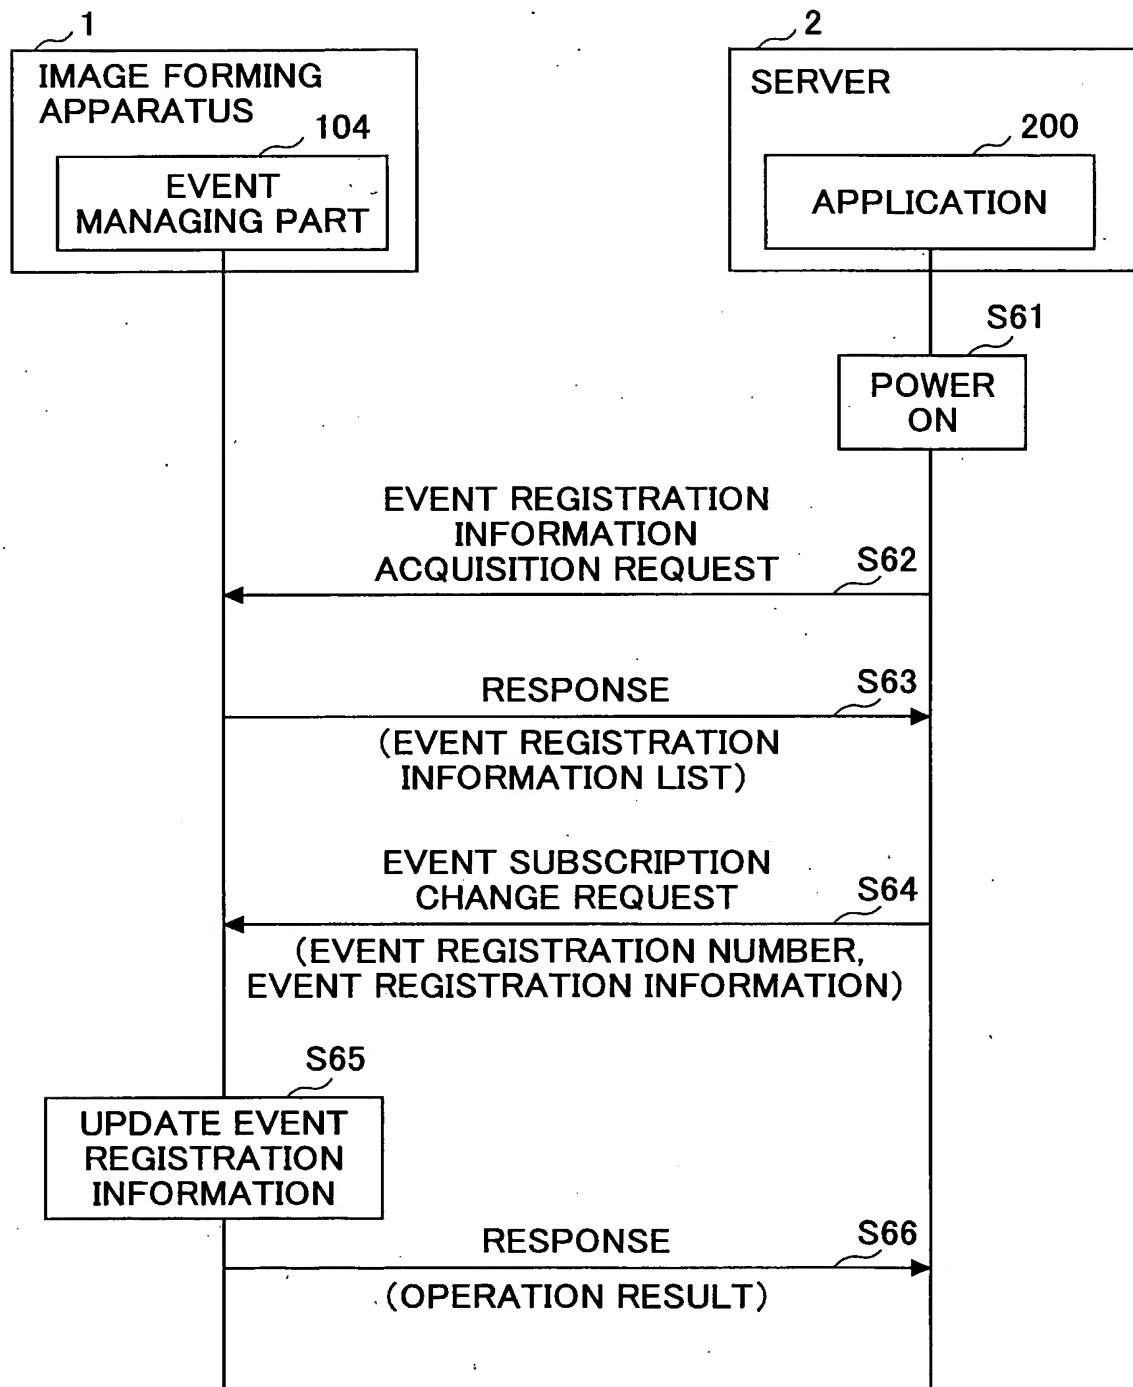 1
IMAGE FORMING
APPARATUS
104
EVENT
MANAGING PART
2
SERVER
200
APPLICATION
S61
POWER
ON
EVENT REGISTRATION
INFORMATION
ACQUISITION REQUEST
S62
RESPONSE
S63
(EVENT REGISTRATION
INFORMATION LIST)
EVENT SUBSCRIPTION
CHANGE REQUEST
S64
(EVENT REGISTRATION NUMBER,
EVENT REGISTRATION INFORMATION)
S65
UPDATE EVENT
REGISTRATION
INFORMATION
RESPONSE
S66
(OPERATION RESULT)